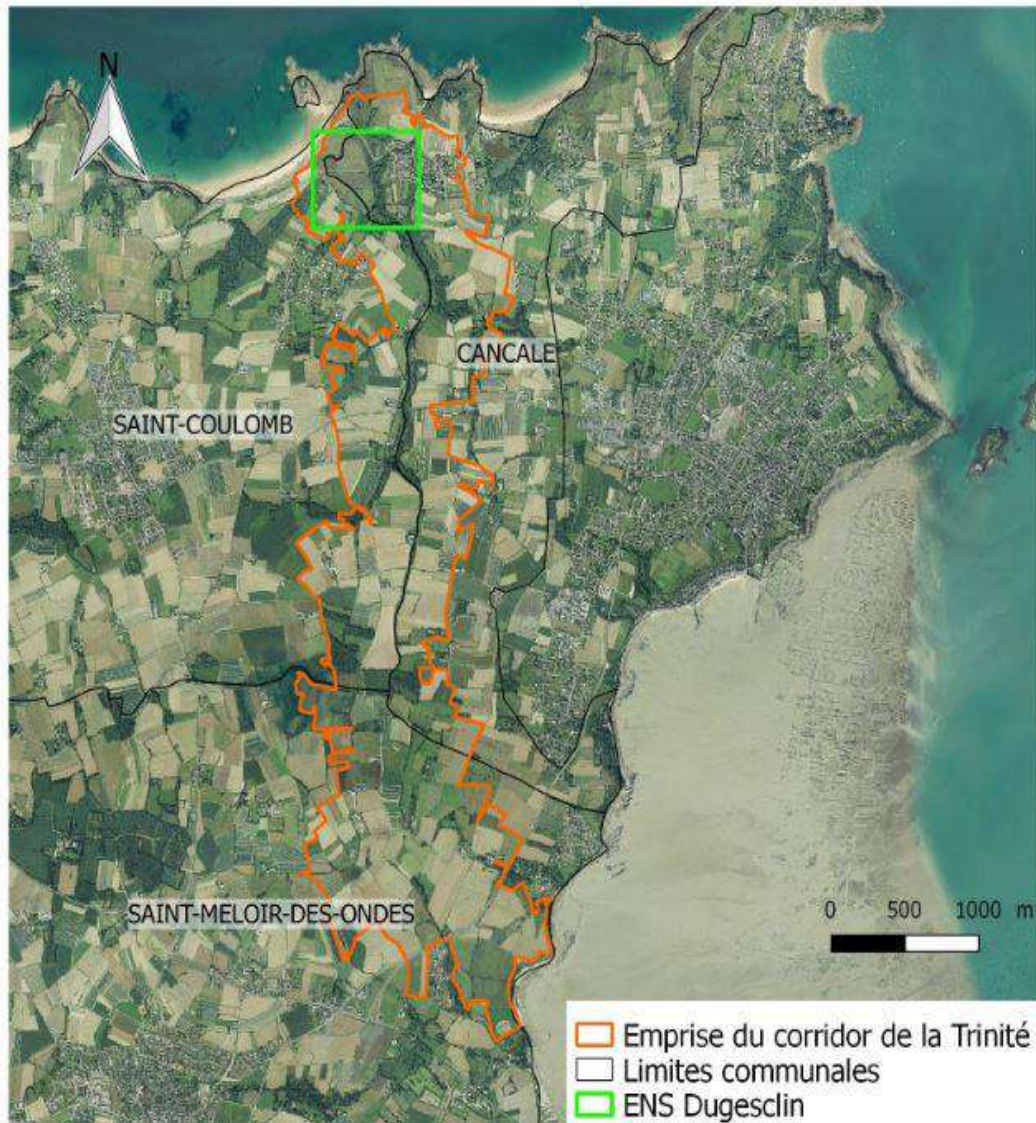 N
CANCALE
SAINT-COULOMB
SAINT-MELOIR-DES-ONDES
0 500 1000 m
Emprise du corridor de la Trinité
Limites communales
ENS Dugesclin